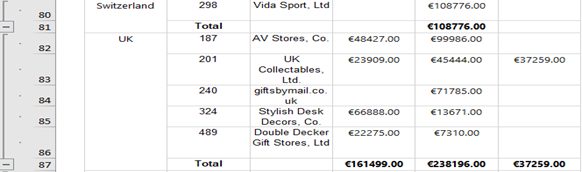 80 Switzerland 298 Vida Sport, Ltd €108776.00
81 Total €108776.00
82 UK 187 AV Stores, Co. €48427.00 €99986.00
201 UK €23909.00 €45444.00 €37259.00
Collectables,
83 Ltd.
240 giftsbymail.co. €71785.00
84 uk
324 Stylish Desk €66888.00 €13671.00
85 Decors, Co.
489 Double Decker €22275.00 €7310.00
Gift Stores, Ltd
86
87 Total €161499.00 €238196.00 €37259.00